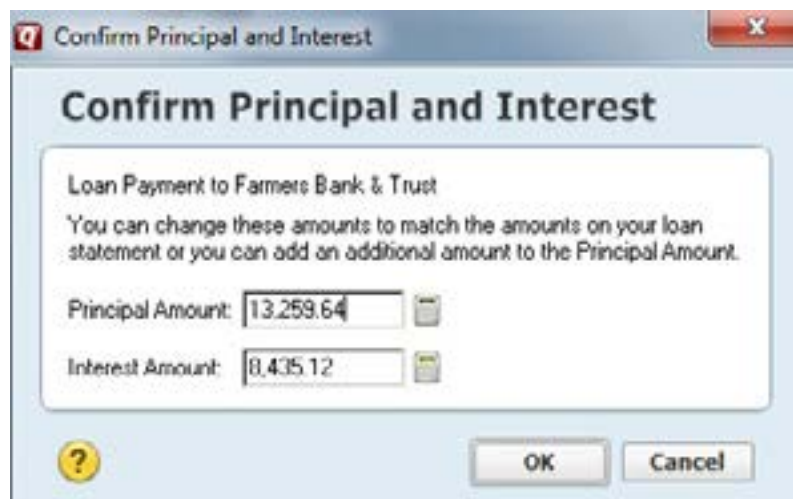 Confirm Principal and Interest
Confirm Principal and Interest
Loan Payment to Farmers Bank & Trust
You can change these amounts to match the amounts on your loan
statement or you can add an additional amount to the Principal Amount.
Principal Amount: 13,259.64
Interest Amount: 8,435.12
? OK Cancel